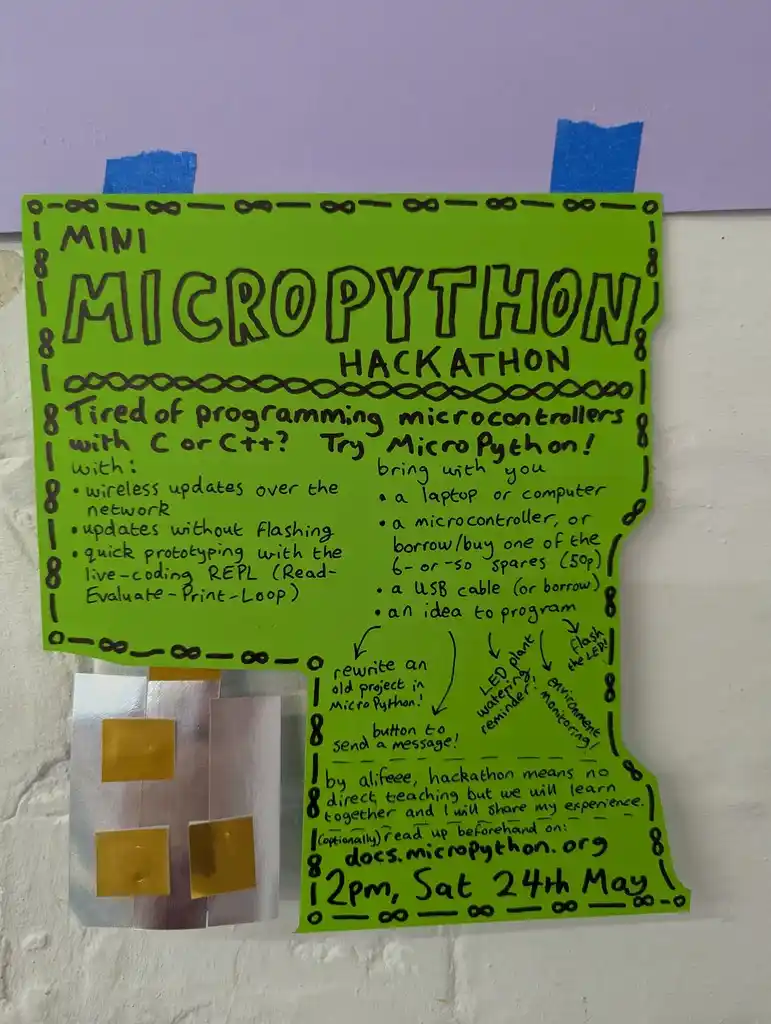 MINI
MICROPYTHON
HACKATHON
Tired of programming microcontrollers
with C or C++? Try MicroPython!
with:
• wireless updates over the
network
• updates without flashing
• quick prototyping with the
live-coding REPL (Read-
Evaluate-Print-Loop)
bring with you
• a laptop or computer
• a microcontroller, or
borrow/buy one of the
6-or-so spares (50p)
• a USB cable (or borrow)
• an idea to program
rewrite an
old project in
MicroPython!
button to
send a message!
LED plant
watering
reminder!
environment
monitoring!
flash
the LED!
by alifeee, hackathon means no
direct teaching but we will learn
together and I will share my experience.
(optionally) read up beforehand on:
docs.micropython.org
2pm, Sat 24th May